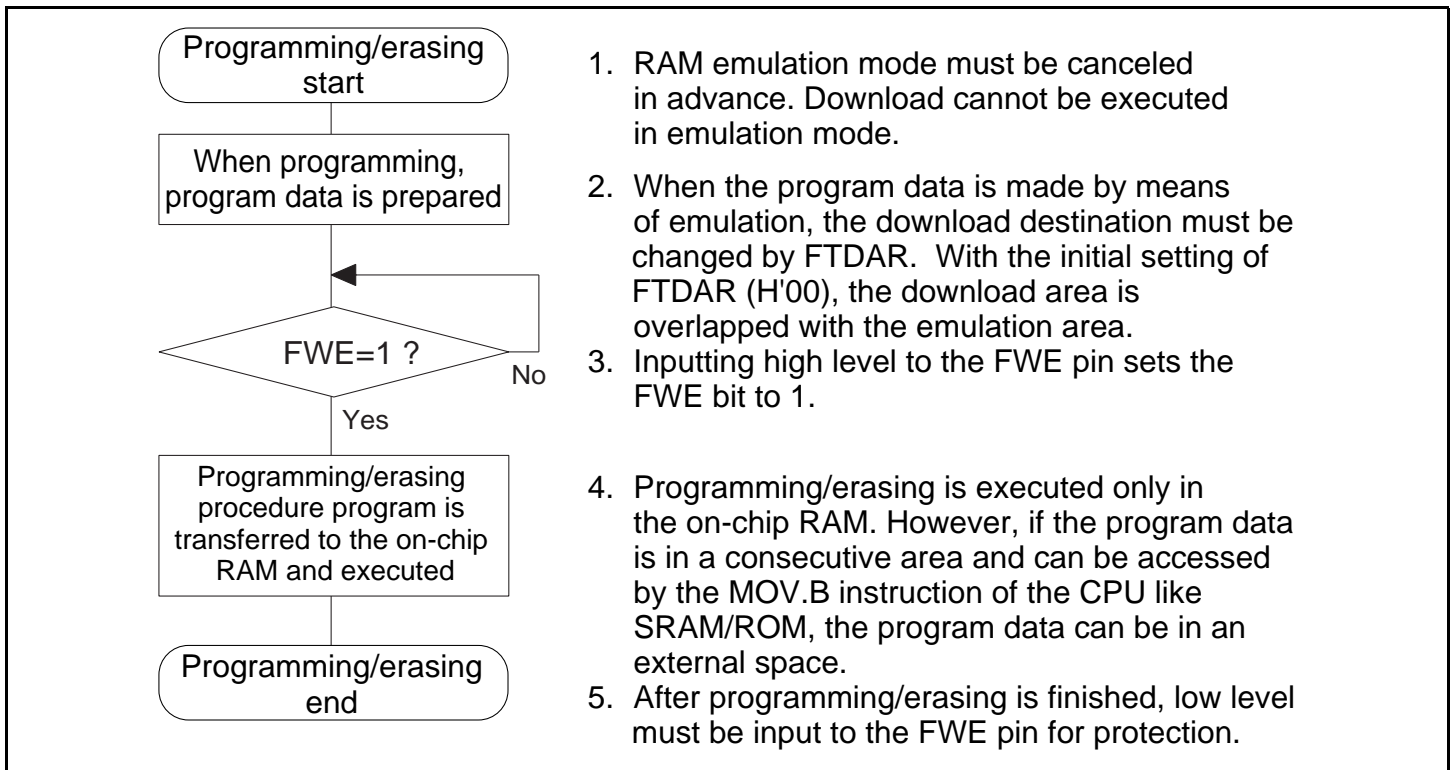 Programming/erasing
start
When programming,
program data is prepared
FWE=1 ?
No
Yes
Programming/erasing
procedure program is
transferred to the on-chip
RAM and executed
Programming/erasing
end
1. RAM emulation mode must be canceled
in advance. Download cannot be executed
in emulation mode.
2. When the program data is made by means
of emulation, the download destination must be
changed by FTDAR. With the initial setting of
FTDAR (H'00), the download area is
overlapped with the emulation area.
3. Inputting high level to the FWE pin sets the
FWE bit to 1.
4. Programming/erasing is executed only in
the on-chip RAM. However, if the program data
is in a consecutive area and can be accessed
by the MOV.B instruction of the CPU like
SRAM/ROM, the program data can be in an
external space.
5. After programming/erasing is finished, low level
must be input to the FWE pin for protection.